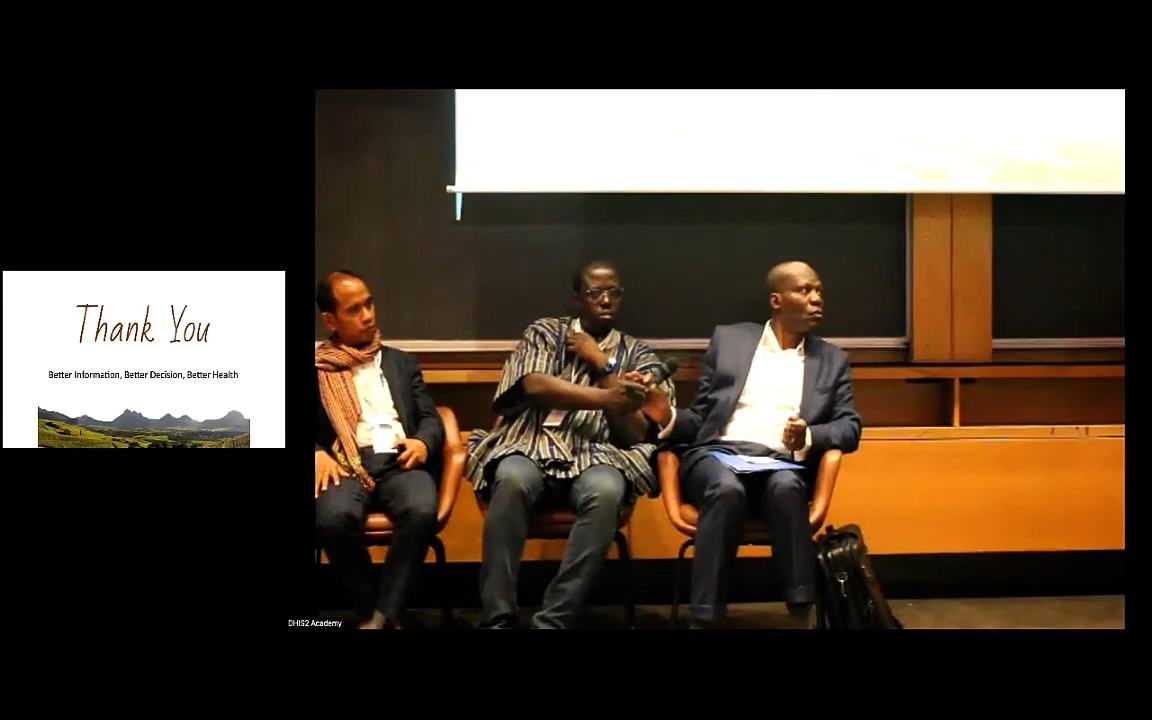 Thank You
Better Information, Better Decision, Better Health
DHIS2 Academy